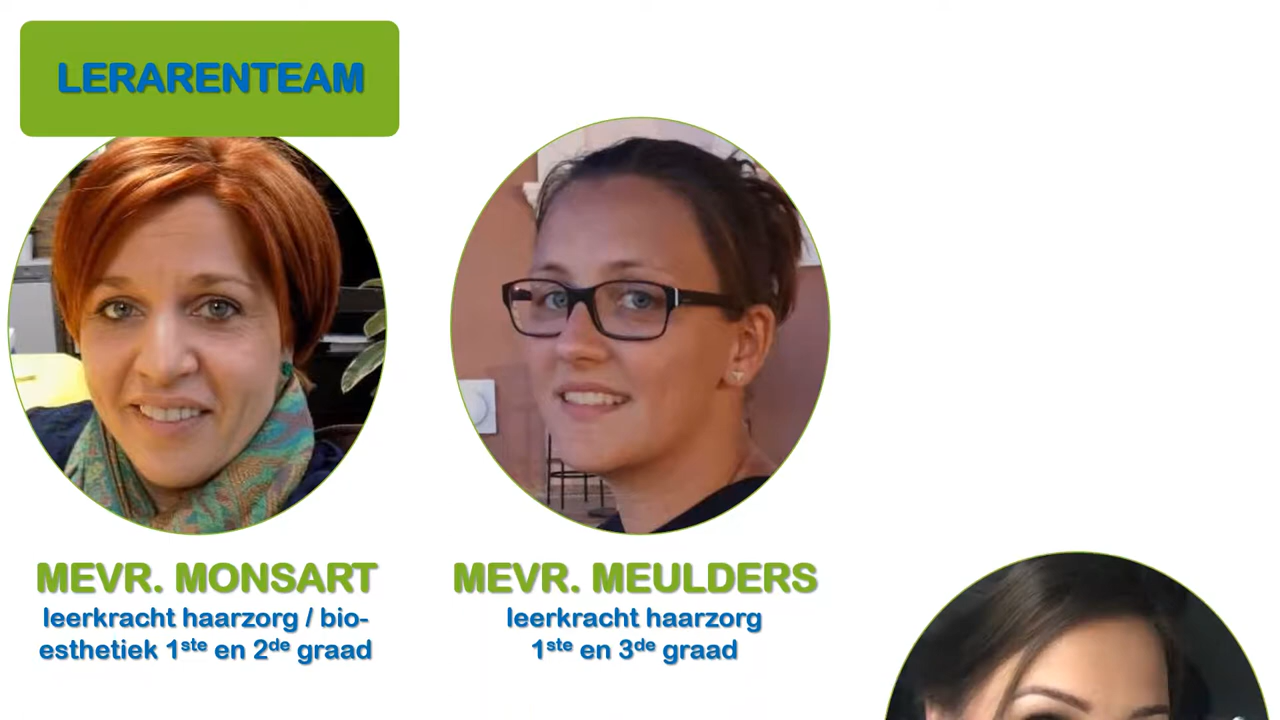 LERARENTEAM
MEVR. MONSART
leerkracht haarzorg / bio-
esthetiek 1ste en 2de graad
MEVR. MEULDERS
leerkracht haarzorg
1ste en 3de graad